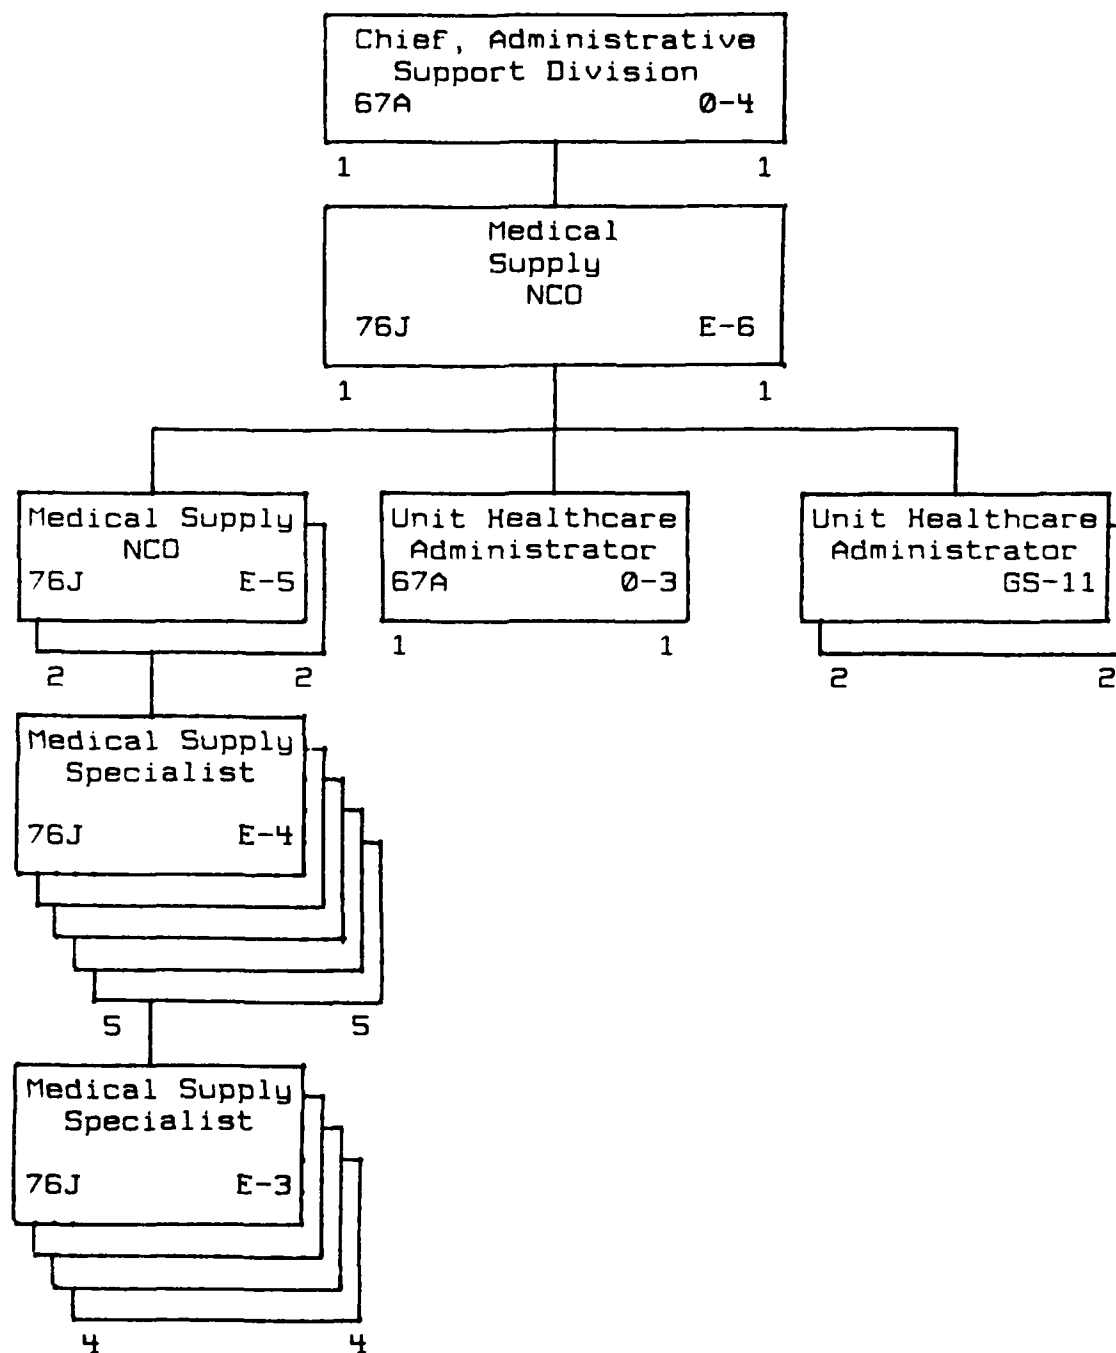 Chief, Administrative
Support Division
67A 0-4
1 1
Medical
Supply
NCO
76J E-6
1 1
Medical Supply
NCO
76J E-5
2 2
Unit Healthcare
Administrator
67A 0-3
1 1
Unit Healthcare
Administrator
GS-11
2 2
Medical Supply
Specialist
76J E-4
5 5
Medical Supply
Specialist
76J E-3
4 4